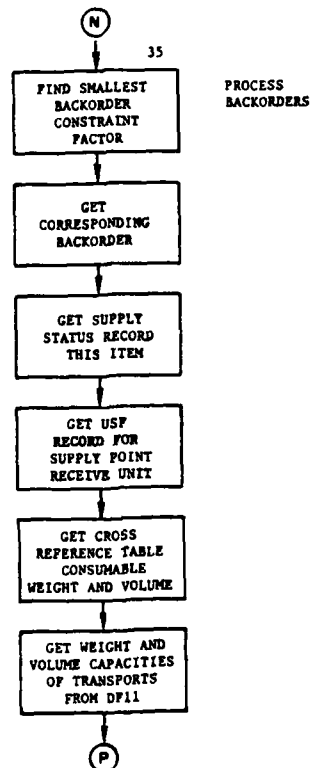 N
35
FIND SMALLEST
BACKORDER
CONSTRAINT
FACTOR
PROCESS
BACKORDERS
GET
CORRESPONDING
BACKORDER
GET SUPPLY
STATUS RECORD
THIS ITEM
GET USF
RECORD FOR
SUPPLY POINT
RECEIVE UNIT
GET CROSS
REFERENCE TABLE
CONSUMABLE
WEIGHT AND VOLUME
GET WEIGHT AND
VOLUME CAPACITIES
OF TRANSPORTS
FROM DF11
P